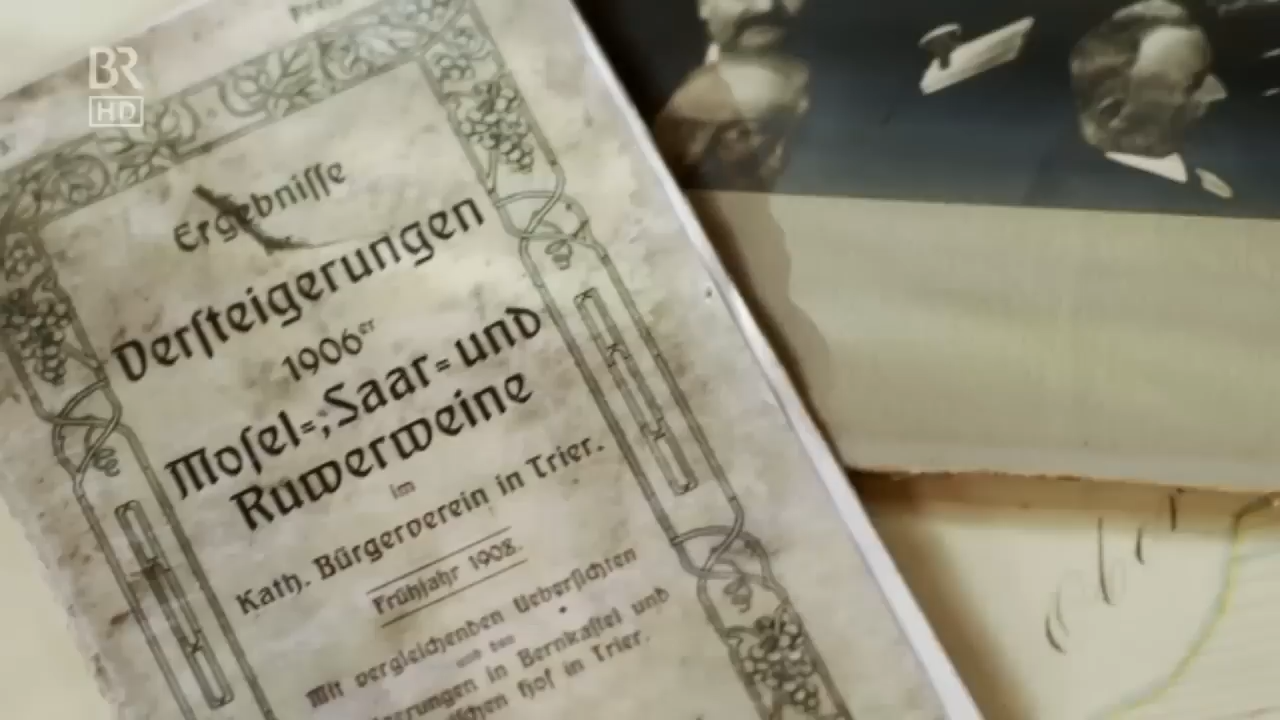 BR
HD
Ergebniſſe
Verſteigerungen
1906er
Moſel=, Saar= und
Ruwerweine
im
Kath. Bürgerverein in Trier.
Frühjahr 1908.
Mit vergleichenden Ueberſichten
und den
in Bernkaſtel und
Hof in Trier.